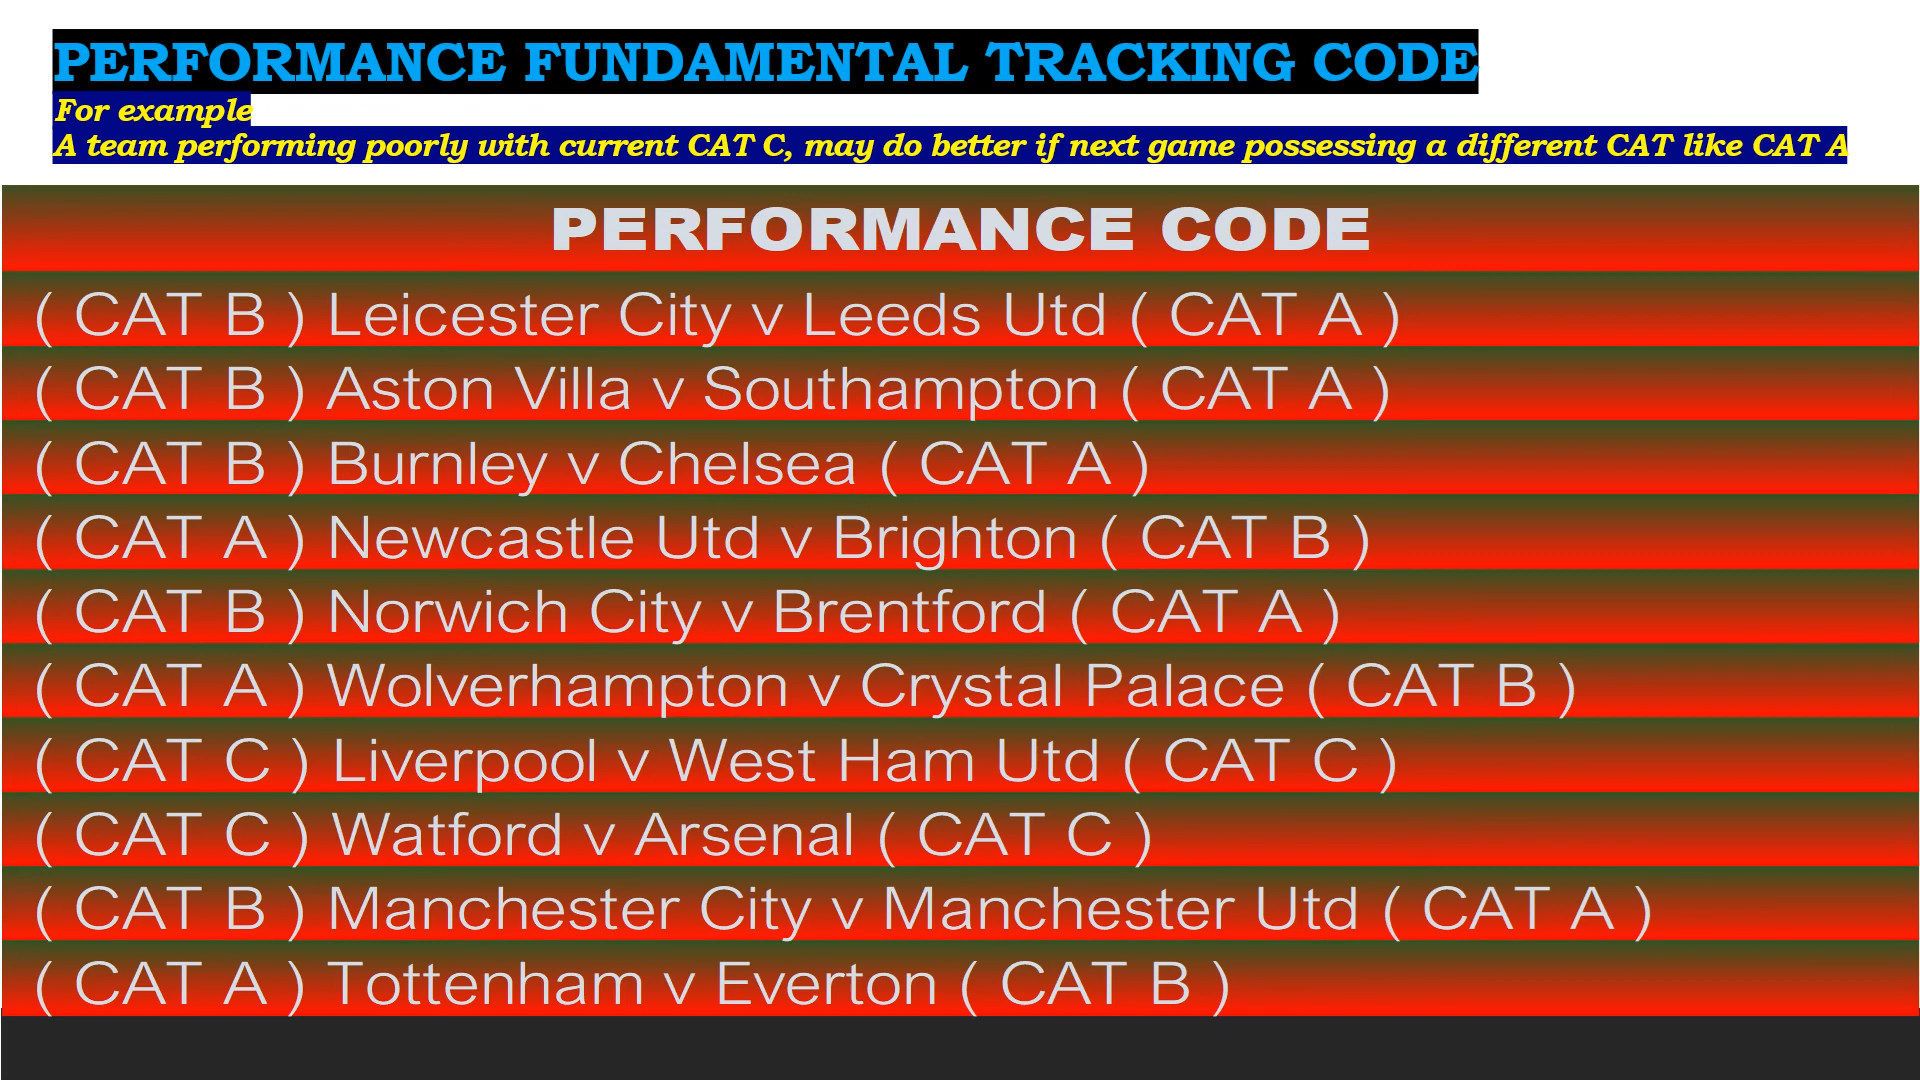 PERFORMANCE FUNDAMENTAL TRACKING CODE
For example
A team performing poorly with current CAT C, may do better if next game possessing a different CAT like CAT A
PERFORMANCE CODE
( CAT B ) Leicester City v Leeds Utd ( CAT A )
( CAT B ) Aston Villa v Southampton ( CAT A )
( CAT B ) Burnley v Chelsea ( CAT A )
( CAT A ) Newcastle Utd v Brighton ( CAT B )
( CAT B ) Norwich City v Brentford ( CAT A )
( CAT A ) Wolverhampton v Crystal Palace ( CAT B )
( CAT C ) Liverpool v West Ham Utd ( CAT C )
( CAT C ) Watford v Arsenal ( CAT C )
( CAT B ) Manchester City v Manchester Utd ( CAT A )
( CAT A ) Tottenham v Everton ( CAT B )